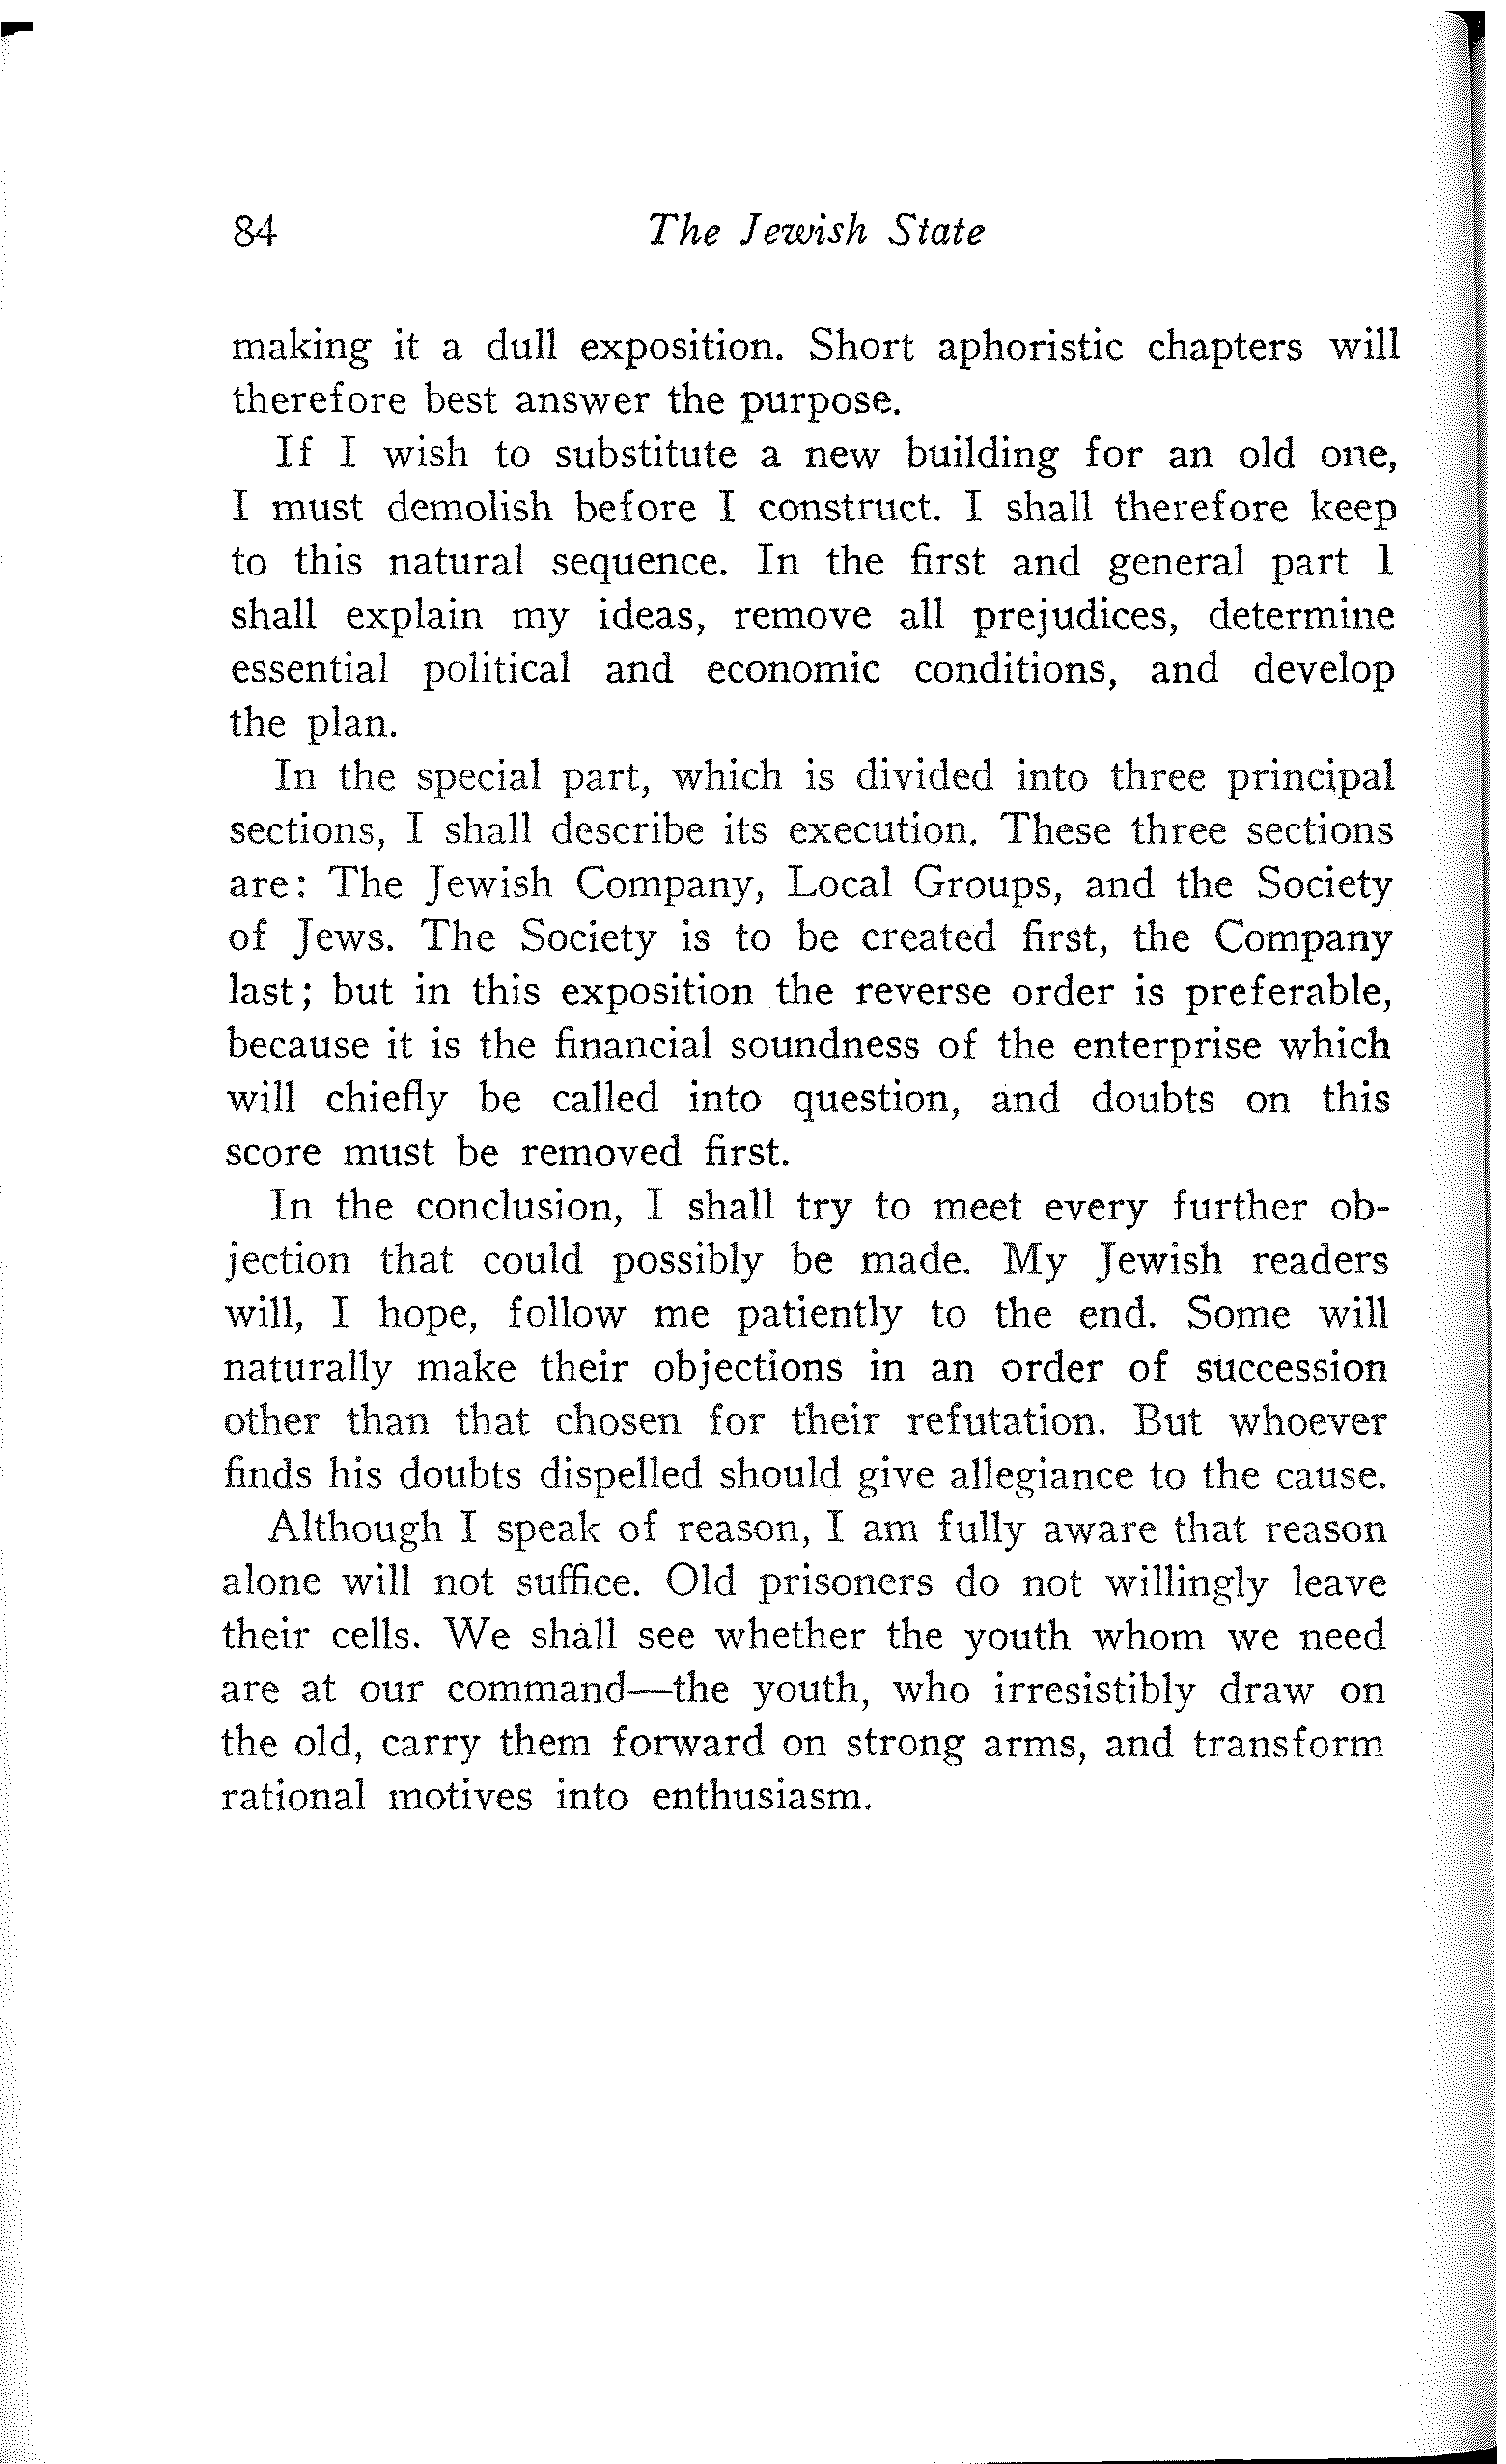 84 The Jewish State
making it a dull exposition. Short aphoristic chapters will
therefore best answer the purpose.
If I wish to substitute a new building for an old one,
I must demolish before I construct. I shall therefore keep
to this natural sequence. In the first and general part I
shall explain my ideas, remove all prejudices, determine
essential political and economic conditions, and develop
the plan.
In the special part, which is divided into three principal
sections, I shall describe its execution. These three sections
are: The Jewish Company, Local Groups, and the Society
of Jews. The Society is to be created first, the Company
last; but in this exposition the reverse order is preferable,
because it is the financial soundness of the enterprise which
will chiefly be called into question, and doubts on this
score must be removed first.
In the conclusion, I shall try to meet every further ob-
jection that could possibly be made. My Jewish readers
will, I hope, follow me patiently to the end. Some will
naturally make their objections in an order of succession
other than that chosen for their refutation. But whoever
finds his doubts dispelled should give allegiance to the cause.
Although I speak of reason, I am fully aware that reason
alone will not suffice. Old prisoners do not willingly leave
their cells. We shall see whether the youth whom we need
are at our command—the youth, who irresistibly draw on
the old, carry them forward on strong arms, and transform
rational motives into enthusiasm.